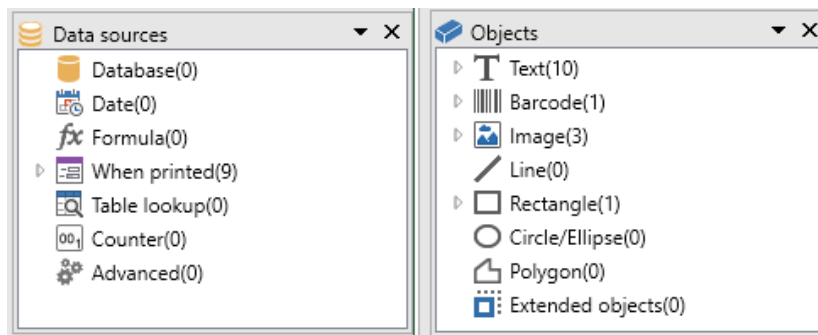 Data sources
Database(0)
Date(0)
Formula(0)
When printed(9)
Table lookup(0)
Counter(0)
Advanced(0)
Objects
Text(10)
Barcode(1)
Image(3)
Line(0)
Rectangle(1)
Circle/Ellipse(0)
Polygon(0)
Extended objects(0)